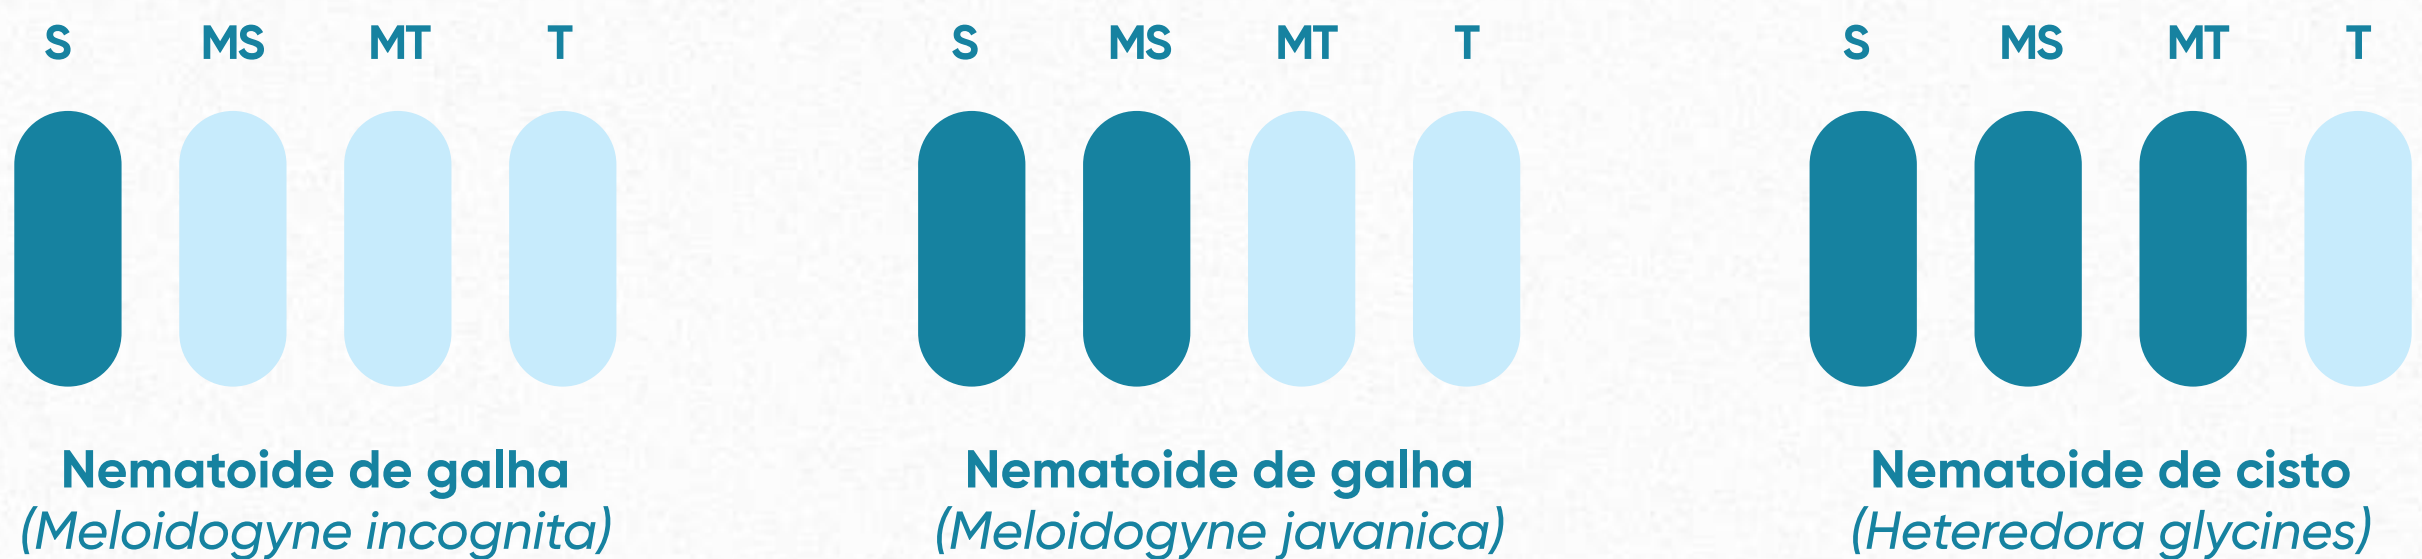 S MS MT T
Nematoide de galha
(Meloidogyne incognita)
S MS MT T
Nematoide de galha
(Meloidogyne javanica)
S MS MT T
Nematoide de cisto
(Heteredora glycines)